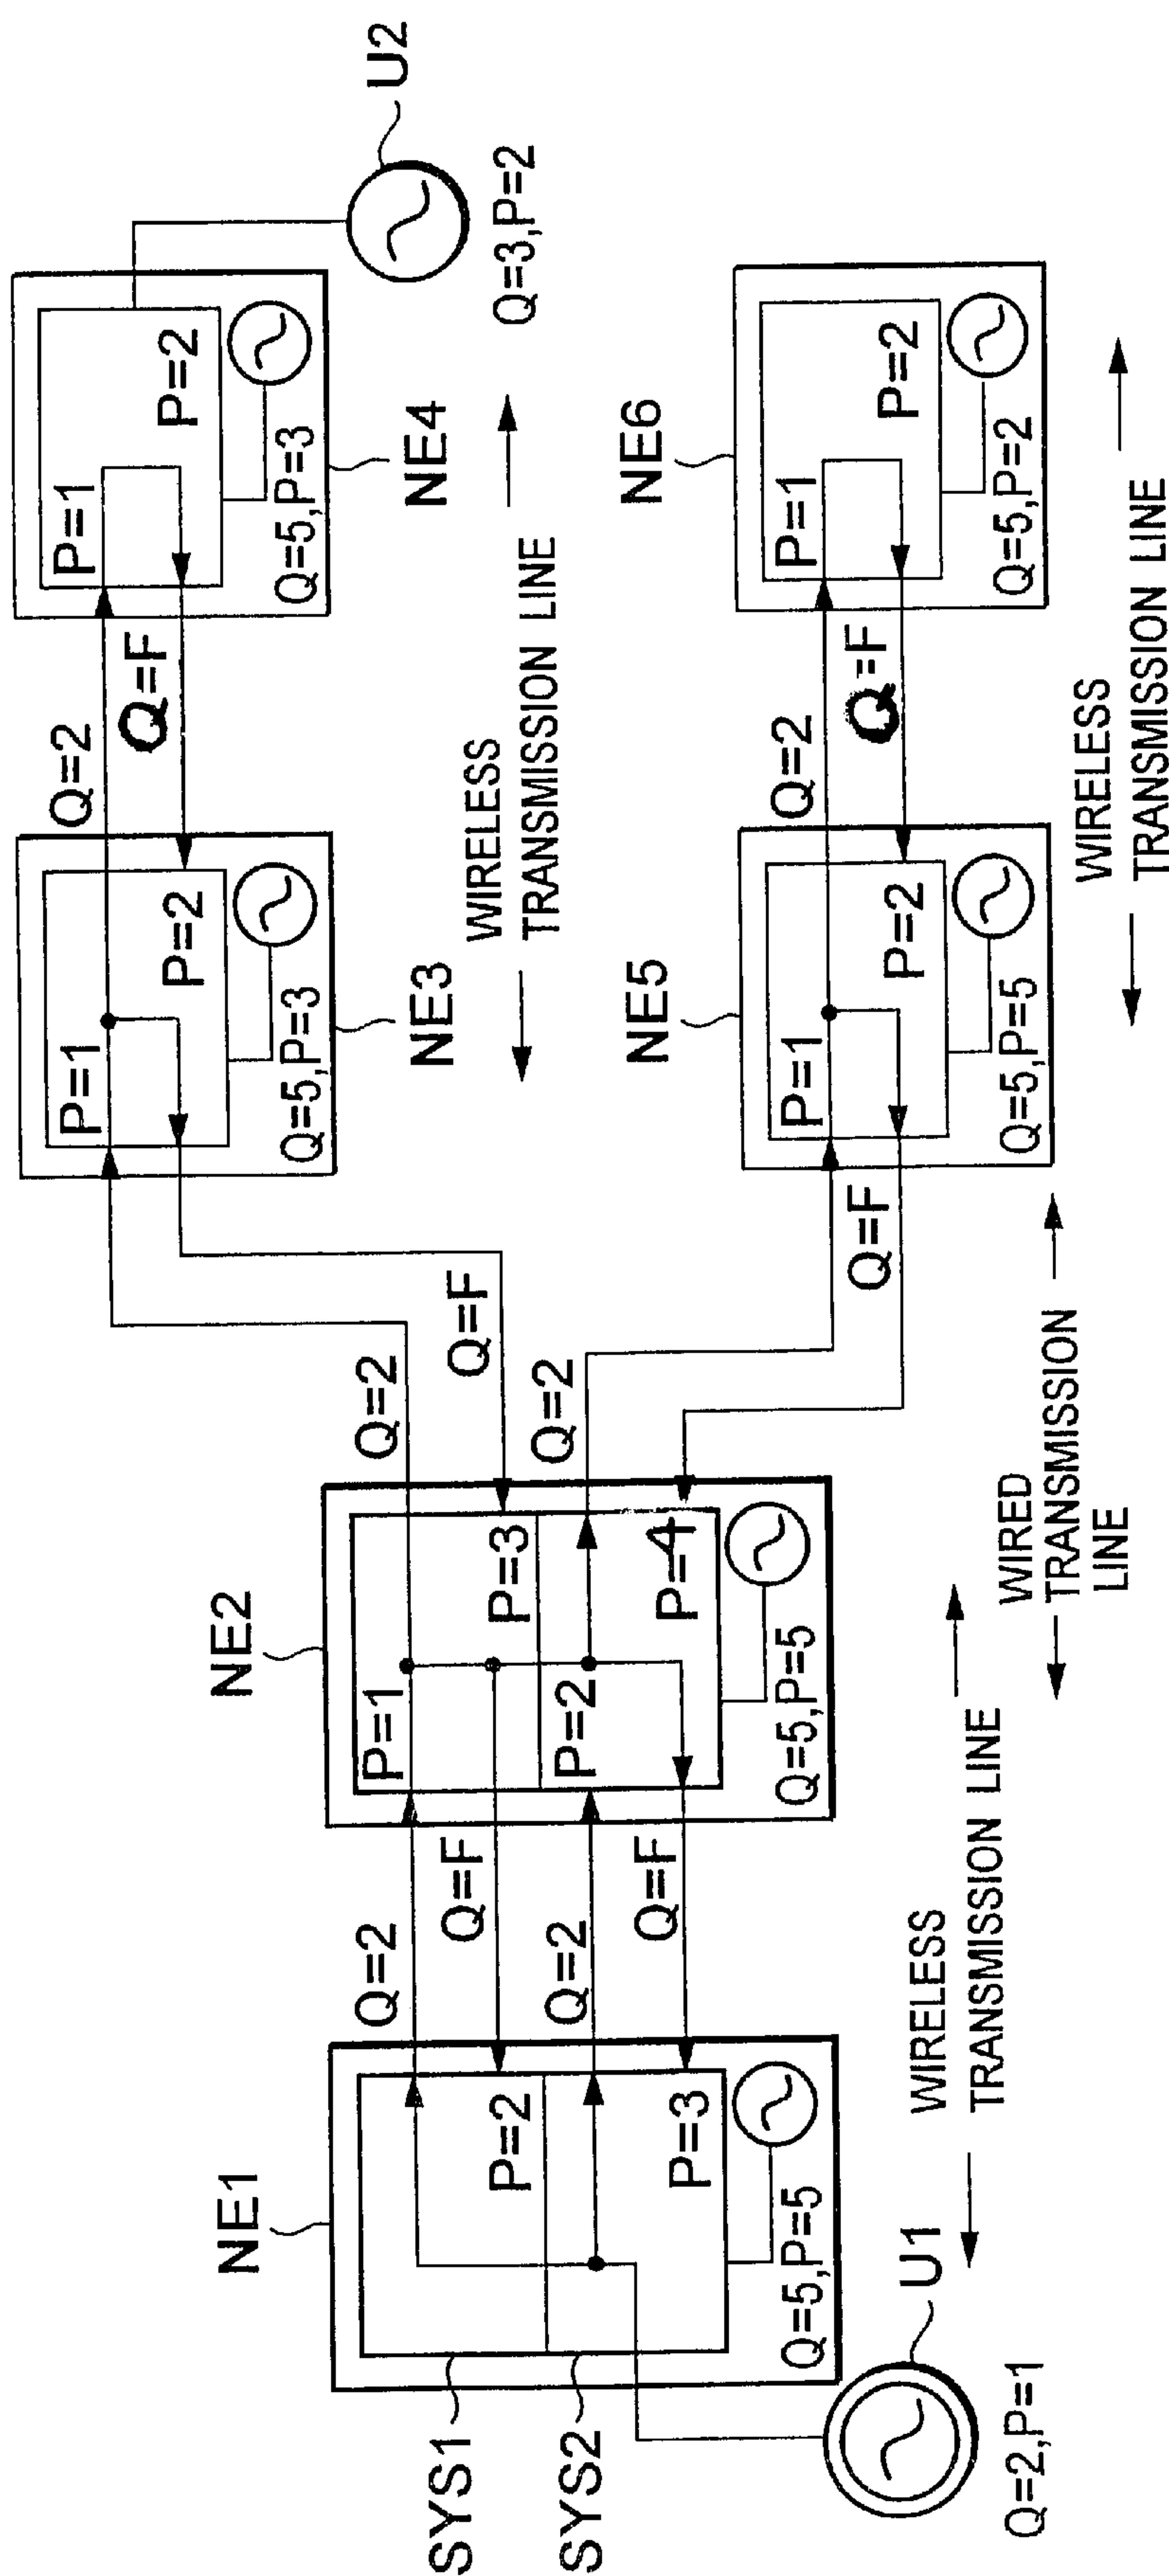 U2
Q=3,P=2
P=1
P=2
Q=5,P=3
NE4
Q=2
Q=F
P=1
P=2
Q=5,P=3
NE3
WIRELESS
TRANSMISSION LINE
P=1
P=2
Q=5,P=2
NE6
Q=2
Q=F
P=1
P=2
Q=5,P=5
NE5
WIRELESS
TRANSMISSION LINE
Q=2
Q=F
Q=2
Q=F
NE2
P=1
P=3
P=2
P=4
Q=5,P=5
WIRED
TRANSMISSION
LINE
Q=2
Q=F
Q=2
Q=F
WIRELESS
TRANSMISSION LINE
NE1
P=2
P=3
Q=5,P=5
SYS1
SYS2
U1
Q=2,P=1